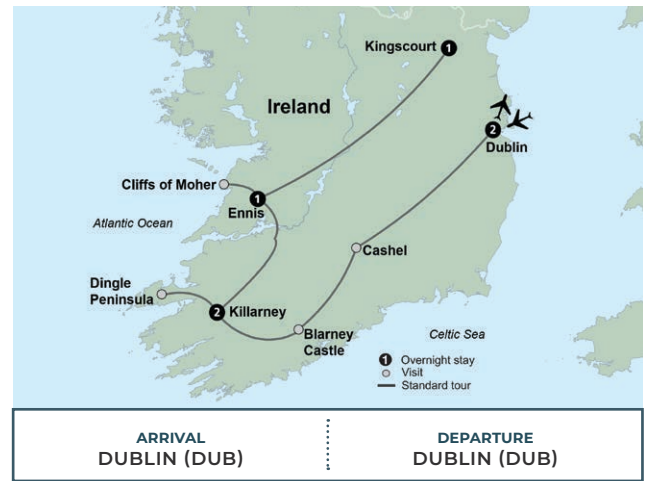 Kingscourt
1
Ireland
2
Dublin
Cliffs of Moher
1
Ennis
Atlantic Ocean
Cashel
Dingle
Peninsula
2
Killarney
Blarney
Castle
Celtic Sea
1 Overnight stay
Visit
Standard tour
ARRIVAL
DUBLIN (DUB)
DEPARTURE
DUBLIN (DUB)